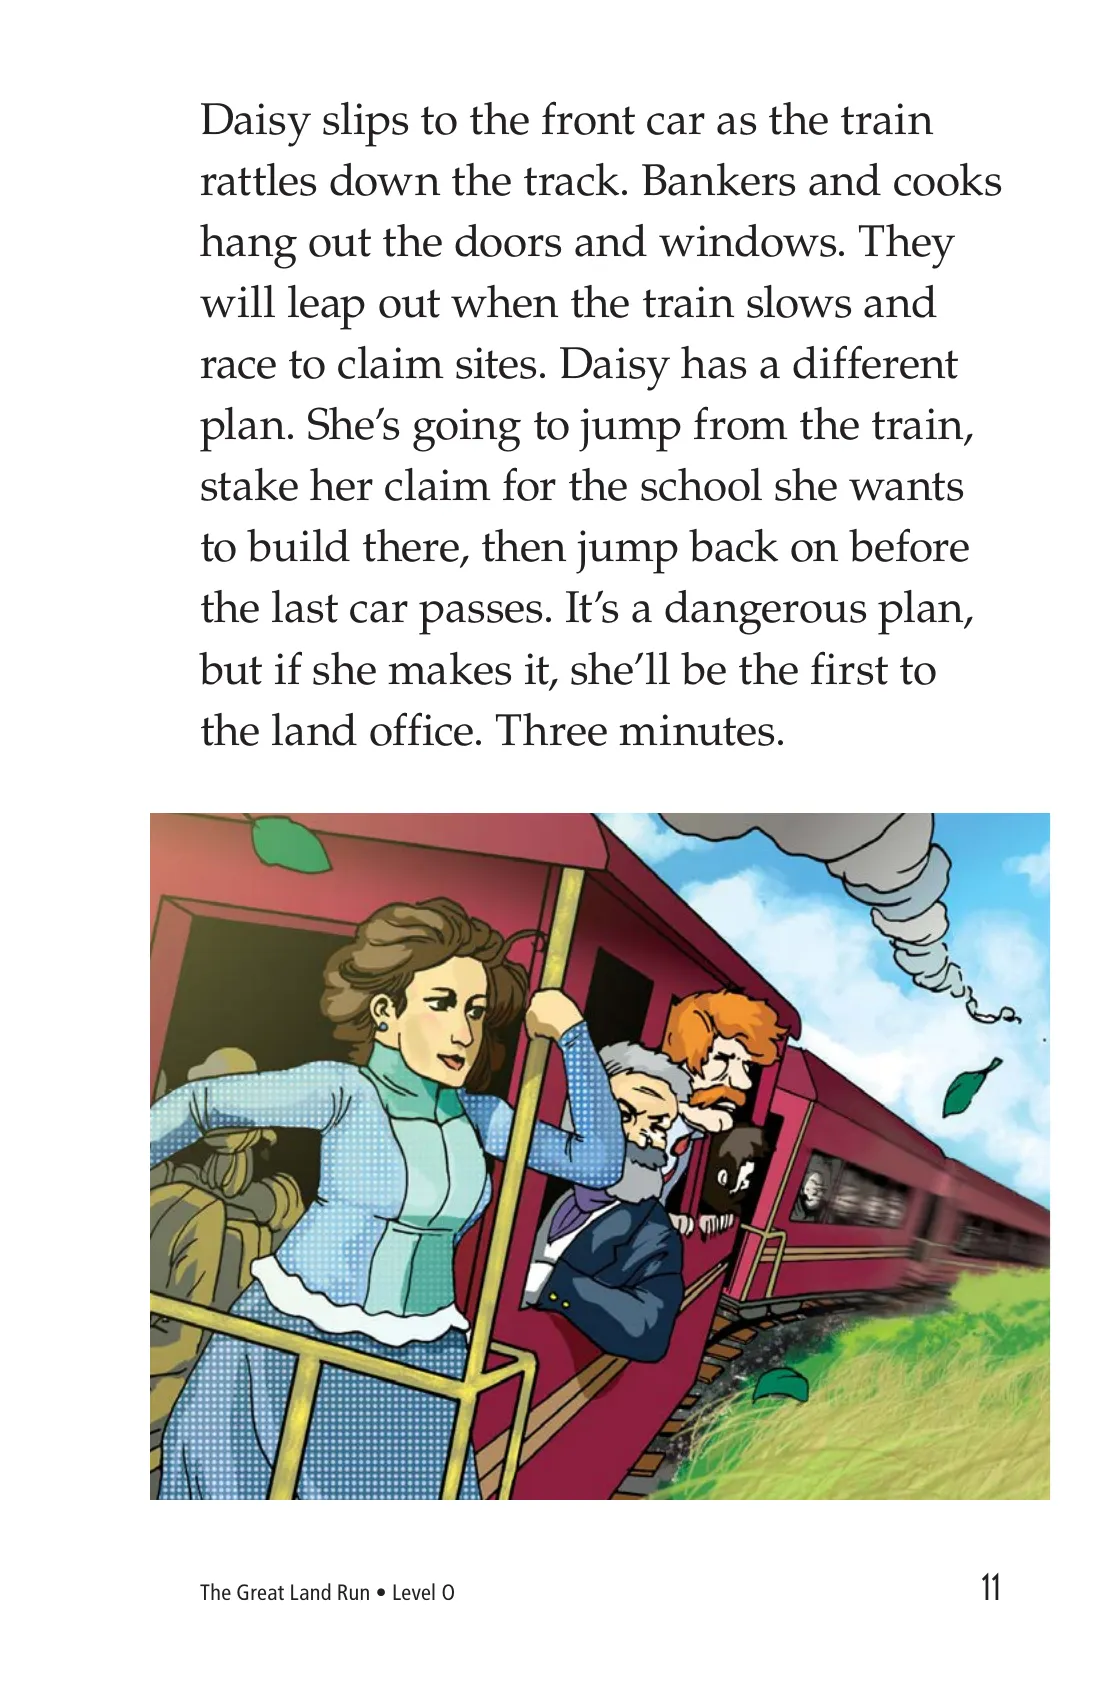 Daisy slips to the front car as the train
rattles down the track. Bankers and cooks
hang out the doors and windows. They
will leap out when the train slows and
race to claim sites. Daisy has a different
plan. She’s going to jump from the train,
stake her claim for the school she wants
to build there, then jump back on before
the last car passes. It’s a dangerous plan,
but if she makes it, she’ll be the first to
the land office. Three minutes.
The Great Land Run • Level O
11